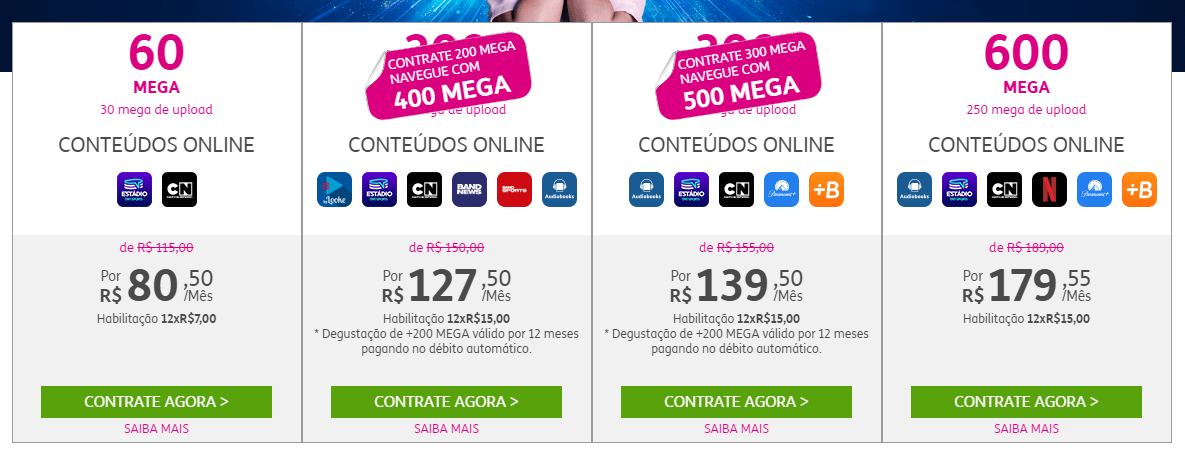 60
MEGA
30 mega de upload
CONTEÚDOS ONLINE
ESTÁDIO
CN
de R$ 115,00
Por
R$ 80,50
/Mês
Habilitação 12xR$7,00
CONTRATE AGORA >
SAIBA MAIS
CONTRATE 200 MEGA
NAVEGUE COM
400 MEGA
de upload
CONTEÚDOS ONLINE
by Apoke
ESTÁDIO
CN
BAND
NEWS
BAND
SPORTS
Audiobooks
de R$ 150,00
Por
R$ 127,50
/Mês
Habilitação 12xR$15,00
* Degustação de +200 MEGA válido por 12 meses
pagando no débito automático.
CONTRATE AGORA >
SAIBA MAIS
CONTRATE 300 MEGA
NAVEGUE COM
500 MEGA
de upload
CONTEÚDOS ONLINE
Audiobooks
ESTÁDIO
CN
Paramount+
+B
de R$ 155,00
Por
R$ 139,50
/Mês
Habilitação 12xR$15,00
* Degustação de +200 MEGA válido por 12 meses
pagando no débito automático.
CONTRATE AGORA >
SAIBA MAIS
600
MEGA
250 mega de upload
CONTEÚDOS ONLINE
Audiobooks
ESTÁDIO
CN
N
Paramount+
+B
de R$ 189,00
Por
R$ 179,55
/Mês
Habilitação 12xR$15,00
CONTRATE AGORA >
SAIBA MAIS